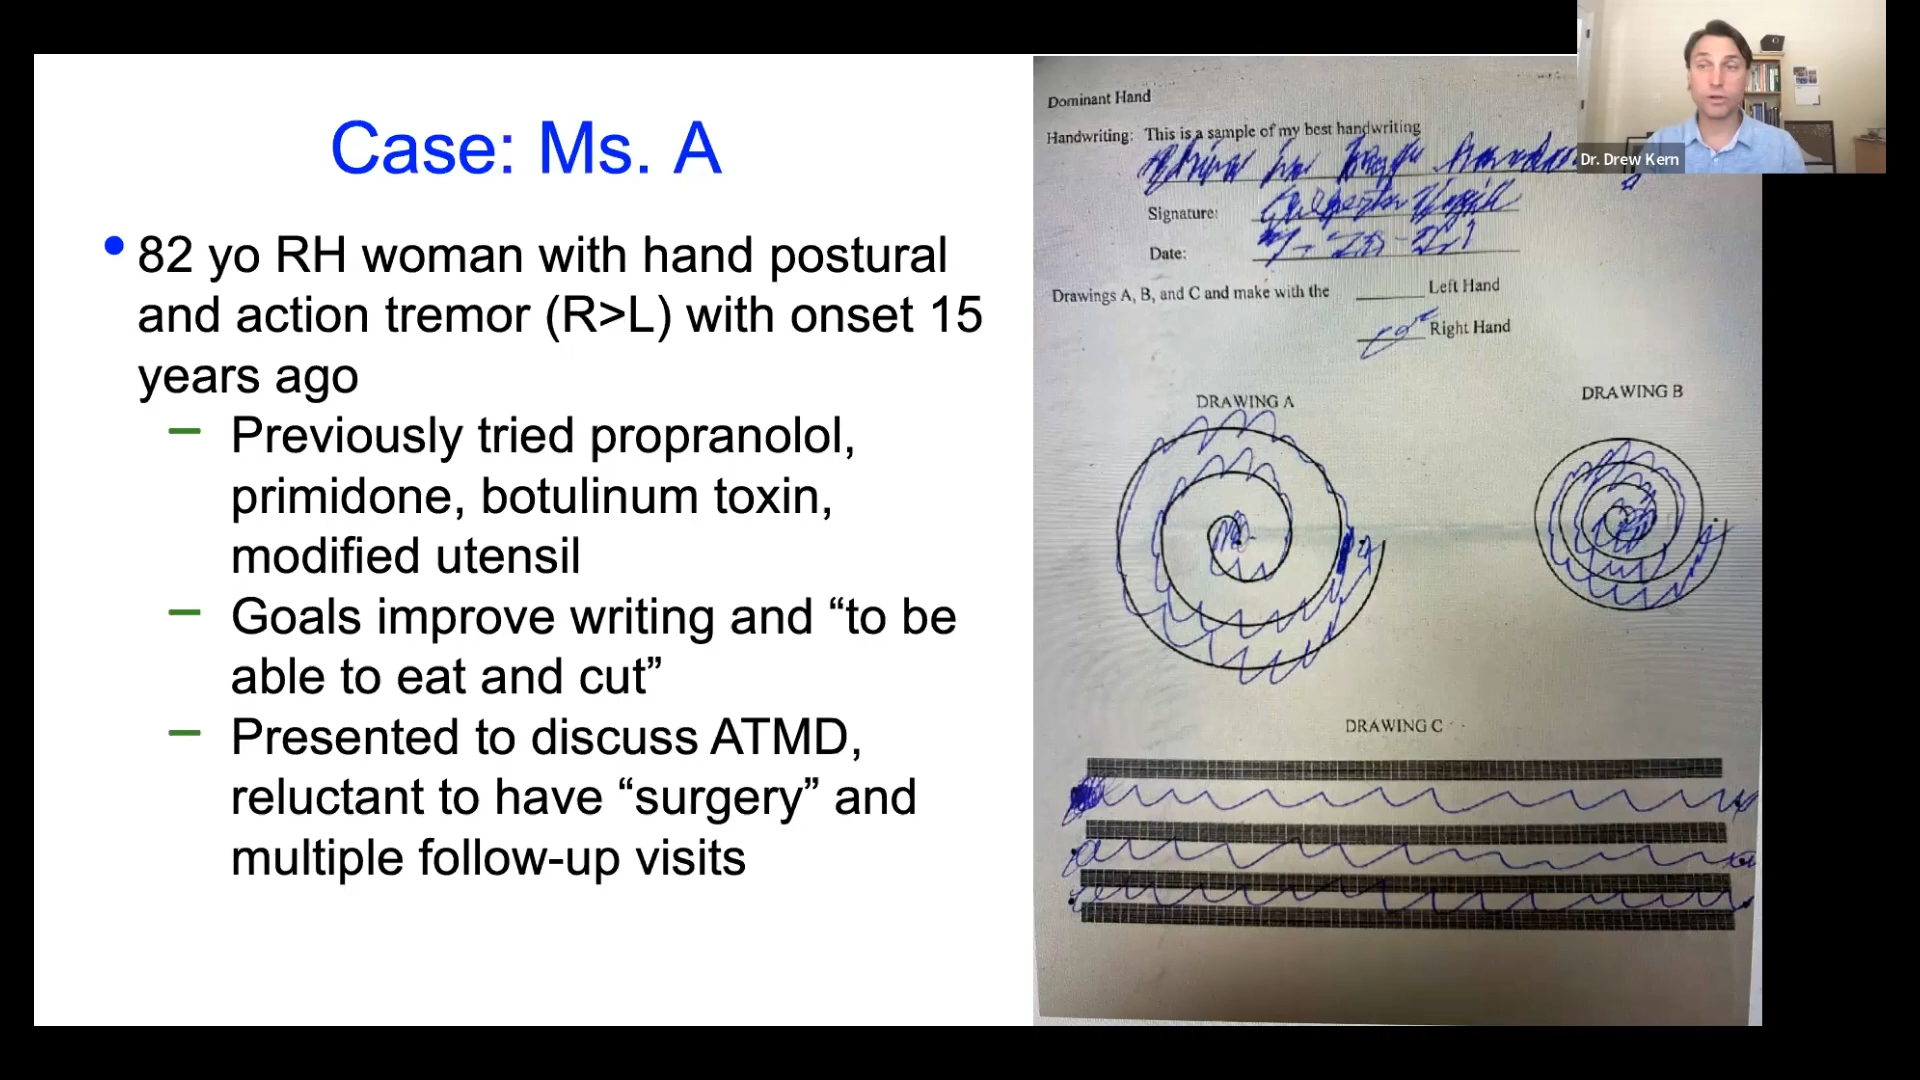 Case: Ms. A
• 82 yo RH woman with hand postural
and action tremor (R>L) with onset 15
years ago
– Previously tried propranolol,
primidone, botulinum toxin,
modified utensil
– Goals improve writing and “to be
able to eat and cut”
– Presented to discuss ATMD,
reluctant to have “surgery” and
multiple follow-up visits
Dominant Hand
Handwriting: This is a sample of my best handwriting
Signature:
Date:
Drawings A, B, and C and make with the Left Hand
Right Hand
DRAWING A
DRAWING B
DRAWING C
Dr. Drew Kern